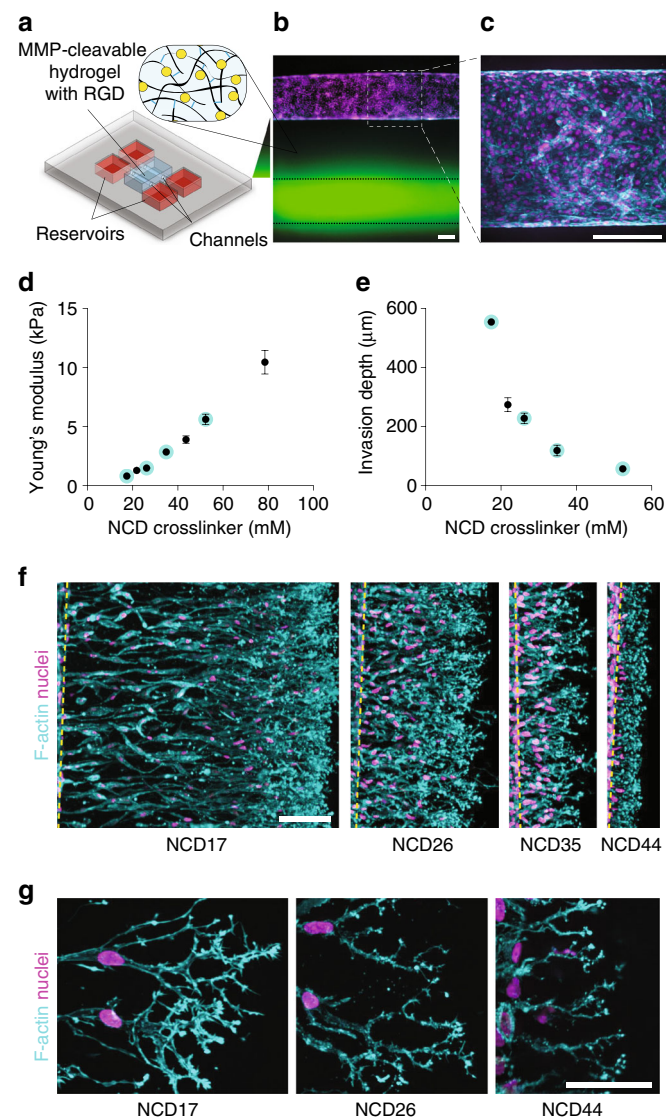 a
MMP-cleavable
hydrogel
with RGD
Reservoirs
Channels
b
c
d
Young's modulus (kPa)
15
10
5
0
0 20 40 60 80 100
NCD crosslinker (mM)
e
Invasion depth (μm)
600
400
200
0
0 20 40 60
NCD crosslinker (mM)
f
F-actin nuclei
NCD17 NCD26 NCD35 NCD44
g
F-actin nuclei
NCD17 NCD26 NCD44